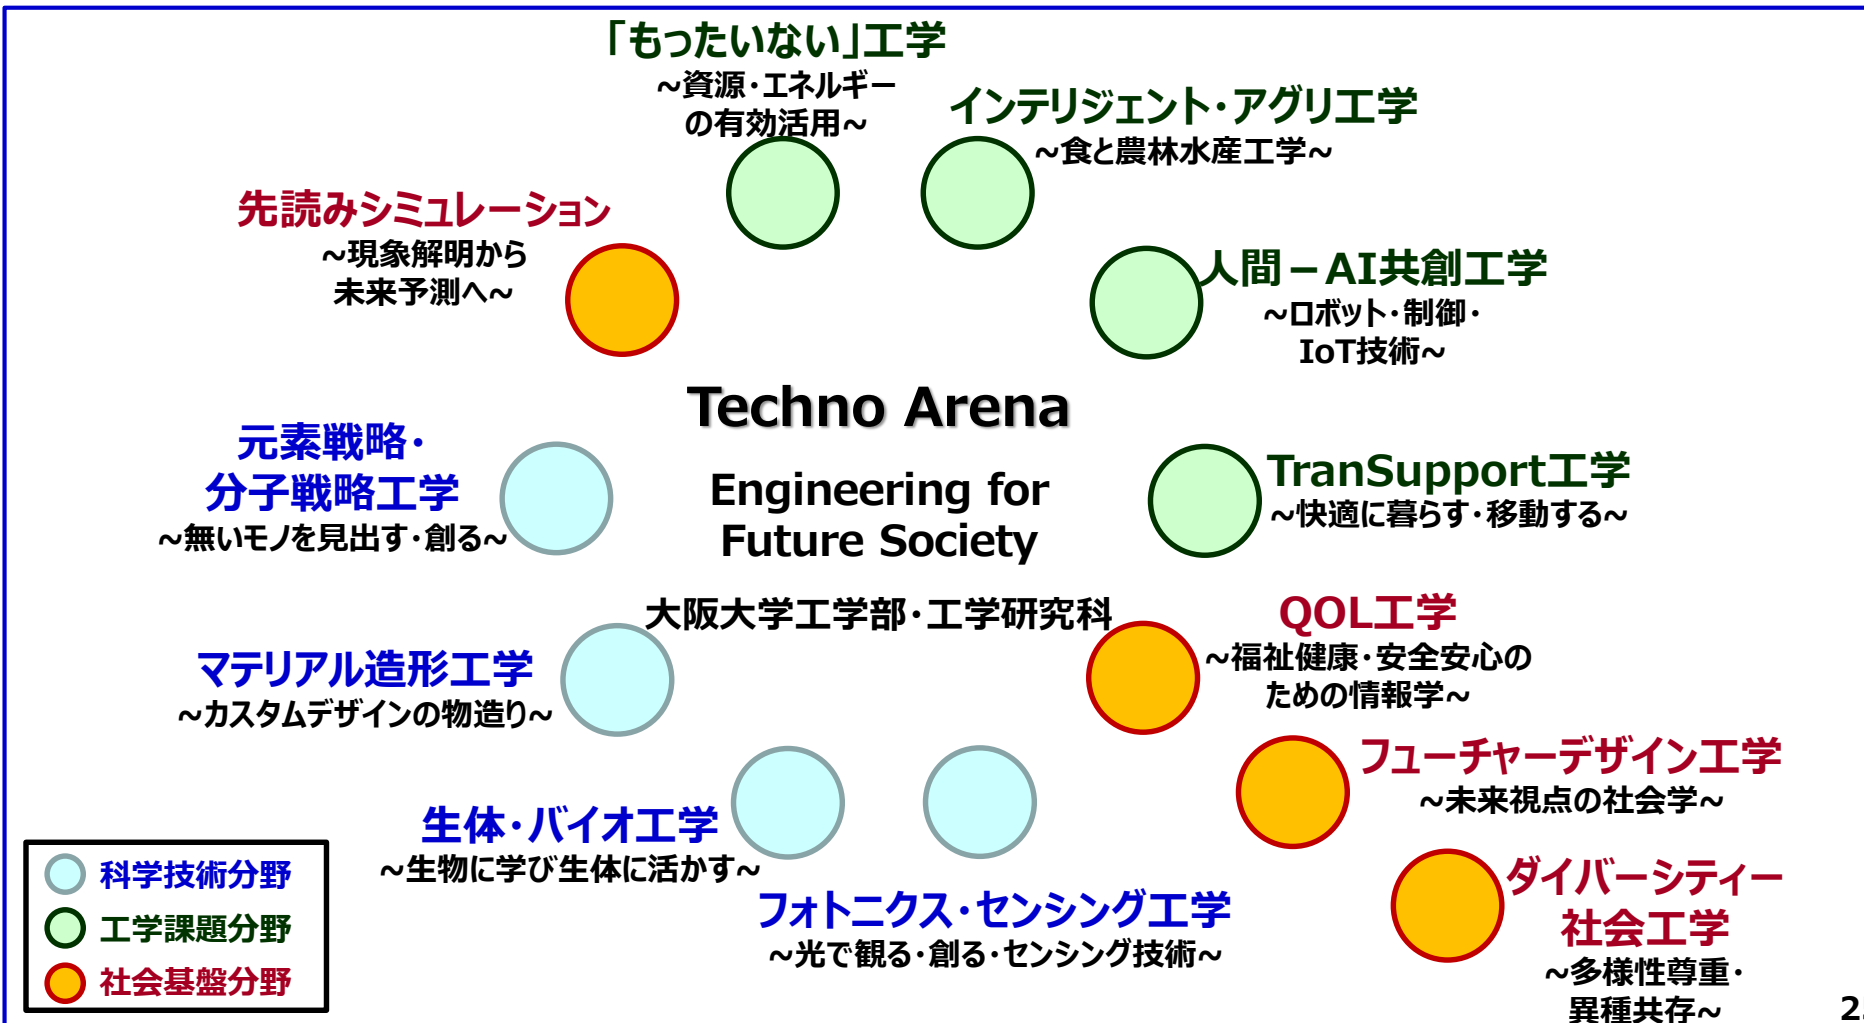 「もったいない」工学
~資源・エネルギー
の有効活用~
インテリジェント・アグリ工学
~食と農林水産工学~
先読みシミュレーション
~現象解明から
未来予測へ~
人間－AI共創工学
~ロボット・制御・
IoT技術~
Techno Arena
Engineering for
Future Society
大阪大学工学部・工学研究科
元素戦略・
分子戦略工学
~無いモノを見出す・創る~
TranSupport工学
~快適に暮らす・移動する~
マテリアル造形工学
~カスタムデザインの物造り~
QOL工学
~福祉健康・安全安心の
ための情報学~
生体・バイオ工学
~生物に学び生体に活かす~
フューチャーデザイン工学
~未来視点の社会学~
フォトニクス・センシング工学
~光で観る・創る・センシング技術~
ダイバーシティー
社会工学
~多様性尊重・
異種共存~
科学技術分野
工学課題分野
社会基盤分野